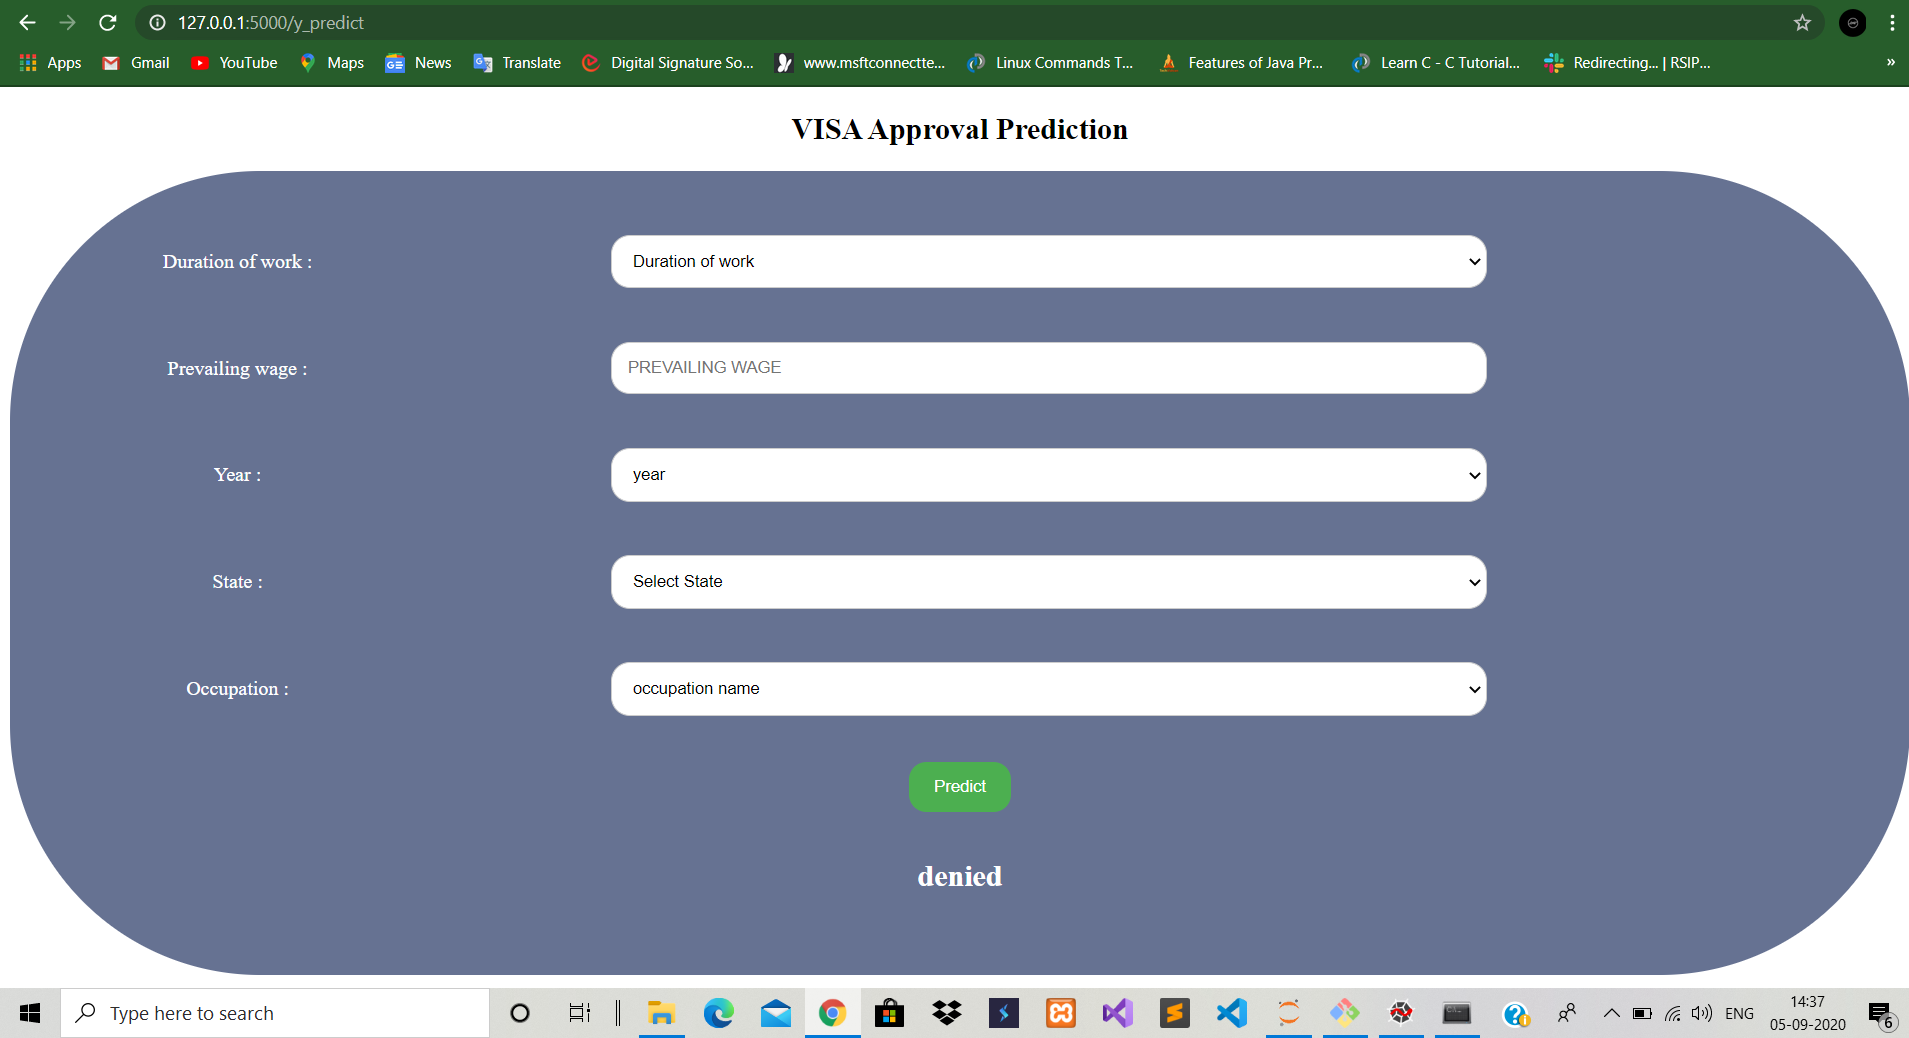 127.0.0.1:5000/y_predict
Apps Gmail YouTube Maps News Translate Digital Signature So... www.msftconnectte... Linux Commands T... Features of Java Pr... Learn C - C Tutorial... Redirecting... | RSIP... »
VISA Approval Prediction
Duration of work : Duration of work
Prevailing wage : PREVAILING WAGE
Year : year
State : Select State
Occupation : occupation name
Predict
denied
Type here to search
ENG
14:37
05-09-2020
6